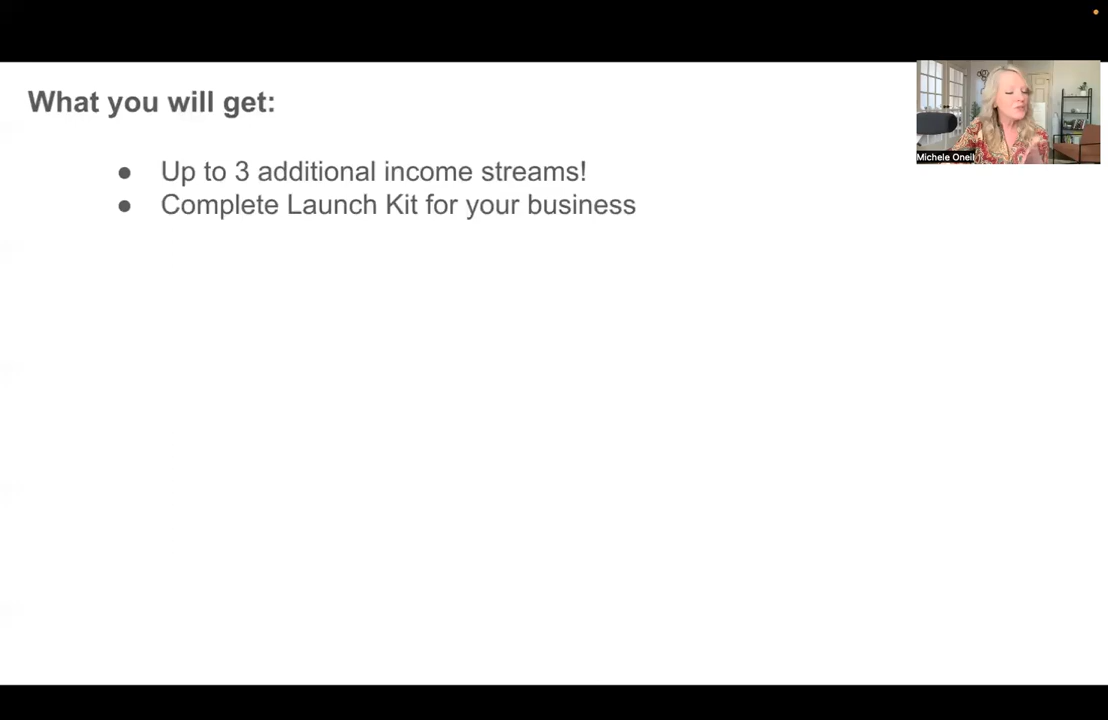 What you will get:
● Up to 3 additional income streams!
● Complete Launch Kit for your business
Michele Oneil